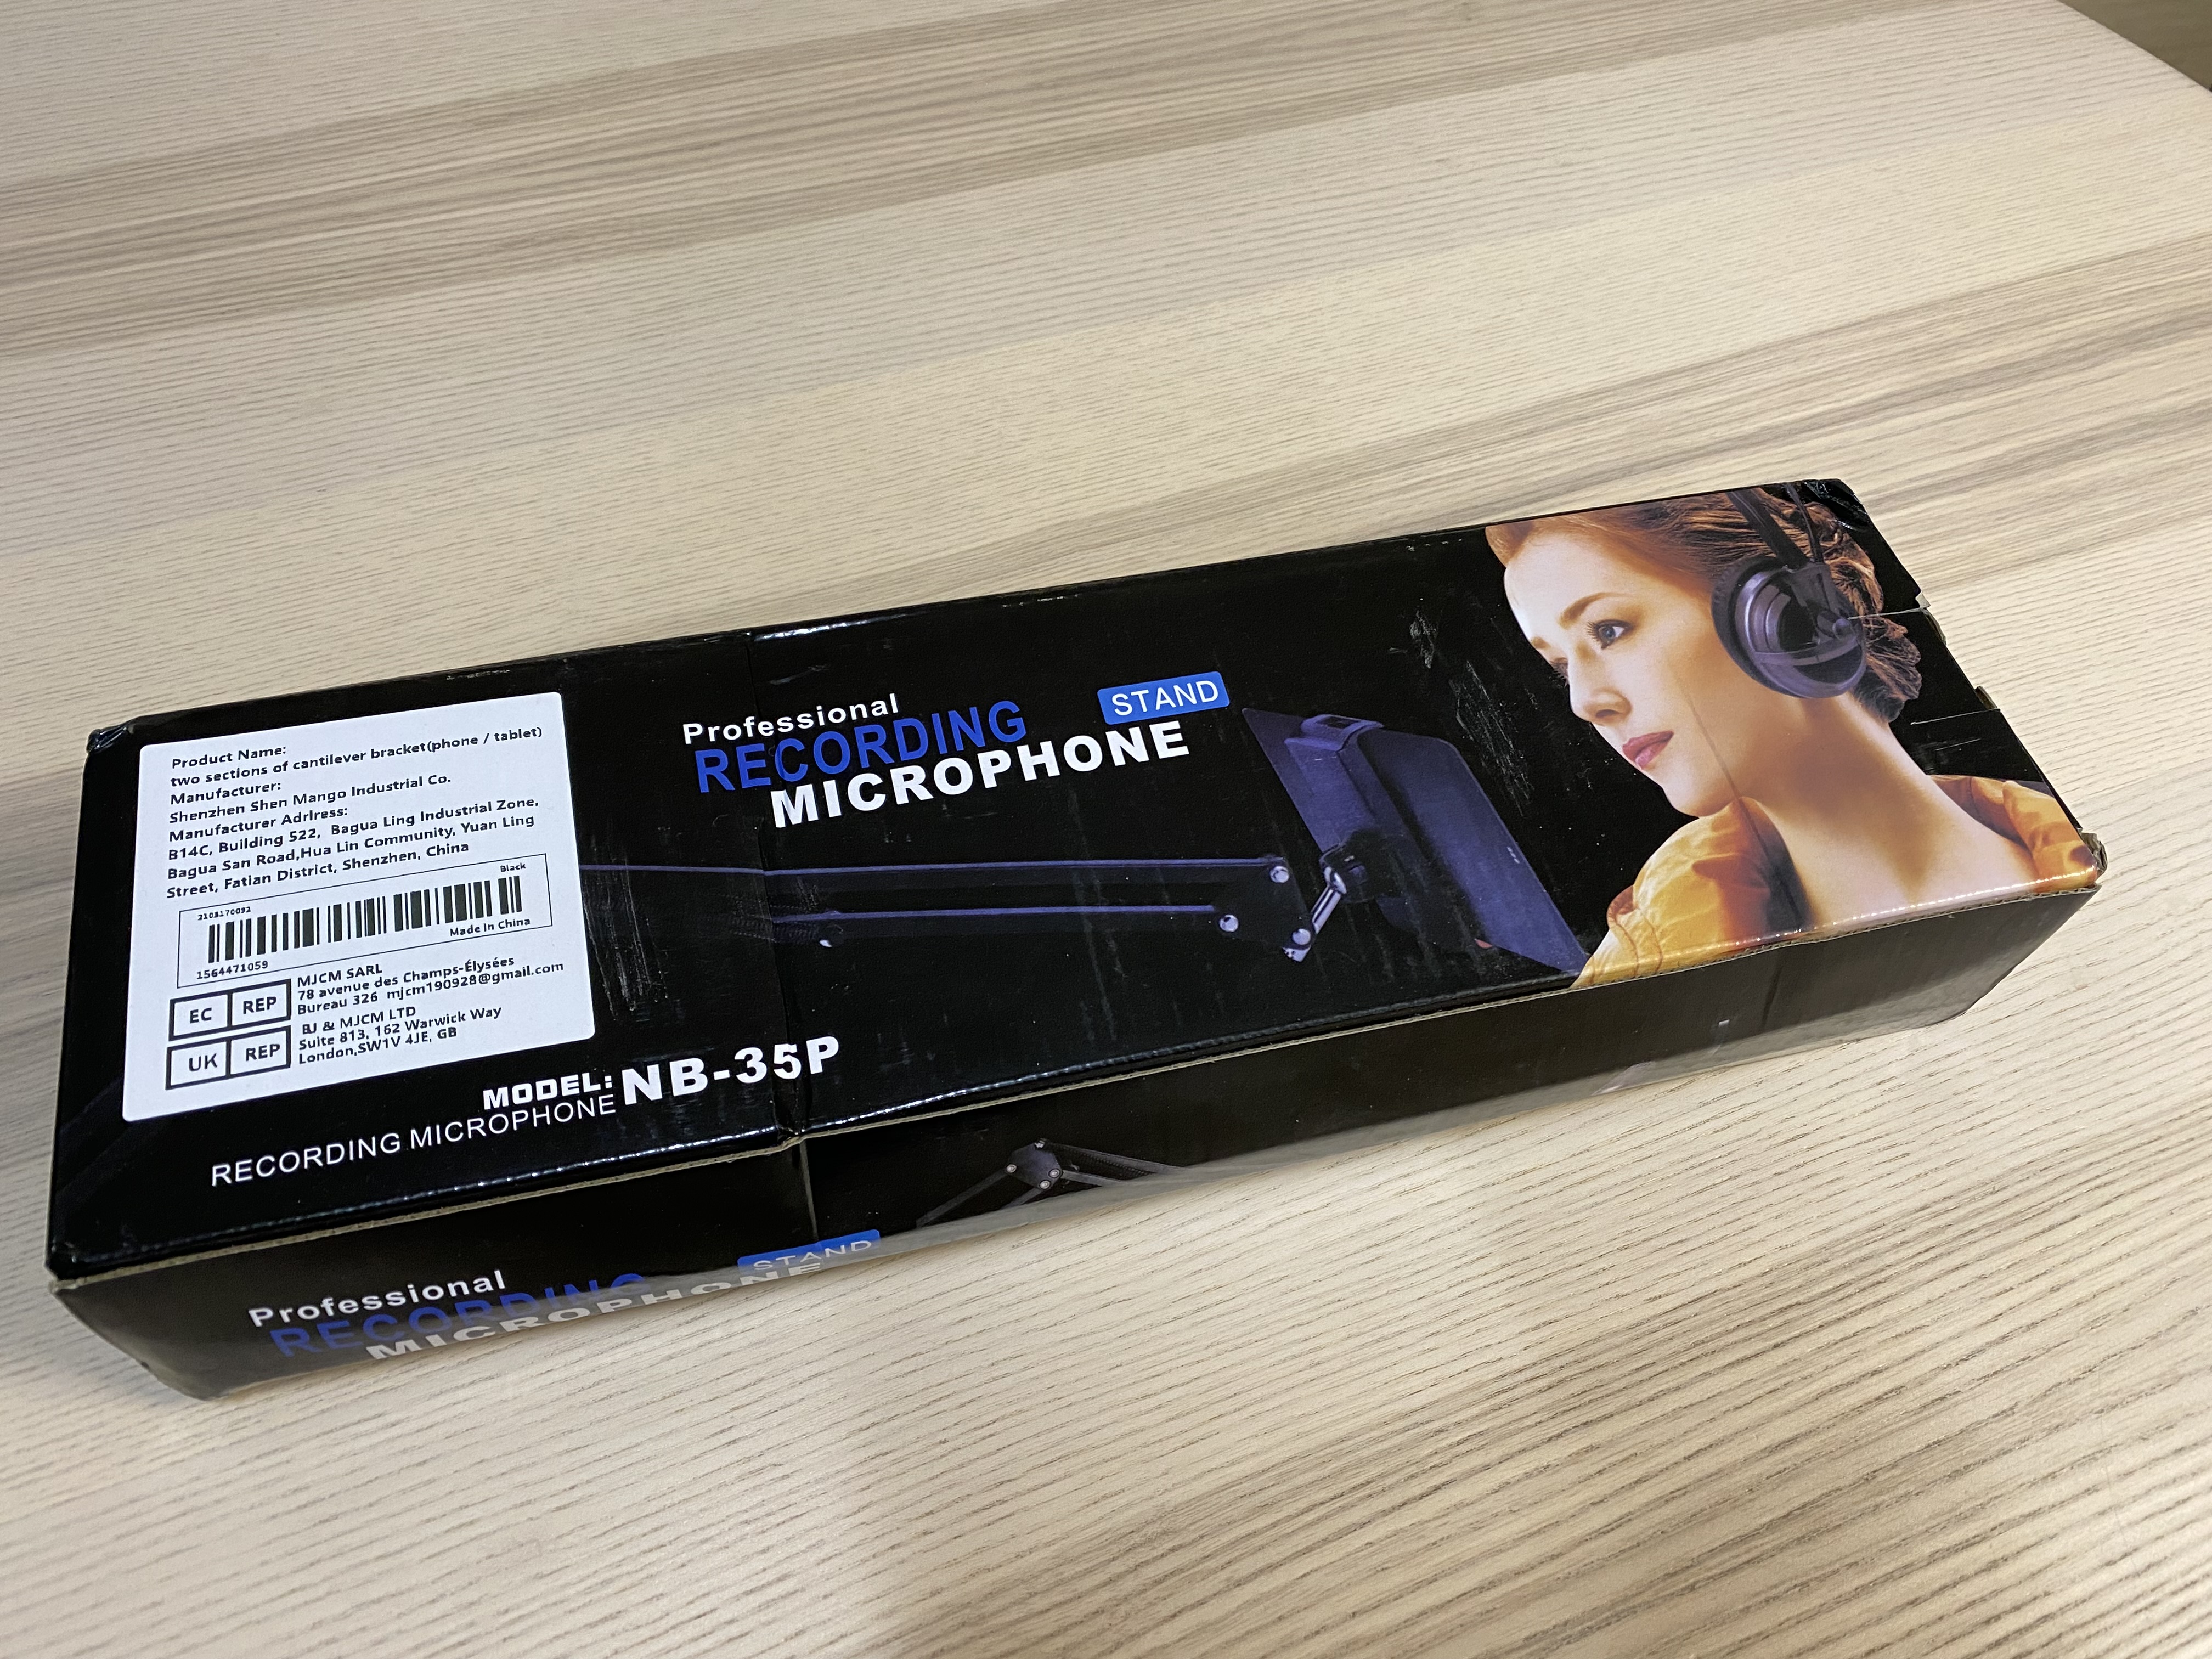 Product Name:
two sections of cantilever bracket(phone / tablet)
Manufacturer:
Shenzhen Shen Mango Industrial Co.
Manufacturer Adrlress:
B14C, Building 522, Bagua Ling Industrial Zone,
Bagua San Road,Hua Lin Community, Yuan Ling
Street, Fatian District, Shenzhen, China
Black
2103170092
Made In China
1564471059
EC REP
MJCM SARL
78 avenue des Champs-Élysées
Bureau 326 mjcm190928@gmail.com
UK REP
BJ & MJCM LTD
Suite 813, 162 Warwick Way
London,SW1V 4JE, GB
Professional
RECORDING
STAND
MICROPHONE
MODEL: NB-35P
RECORDING MICROPHONE
Professional
RECORDING
STAND
MICROPHONE